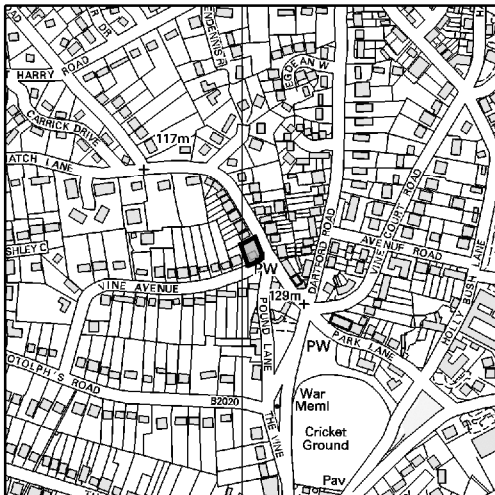 DR
T HARRY ROAD
EGDEAN W
CARRICK DRIVE
117m
ATCH LANE
DARTFORD ROAD
VINE COURT ROAD
AVENUE ROAD
HOLLY BUSH LANE
SHLEY C
PW
VINE AVENUE
129m
POUND LANE
PARK LANE
PW
OTOLPH'S ROAD
B2020
THE VINE
War
Meml
Cricket
Ground
Pav